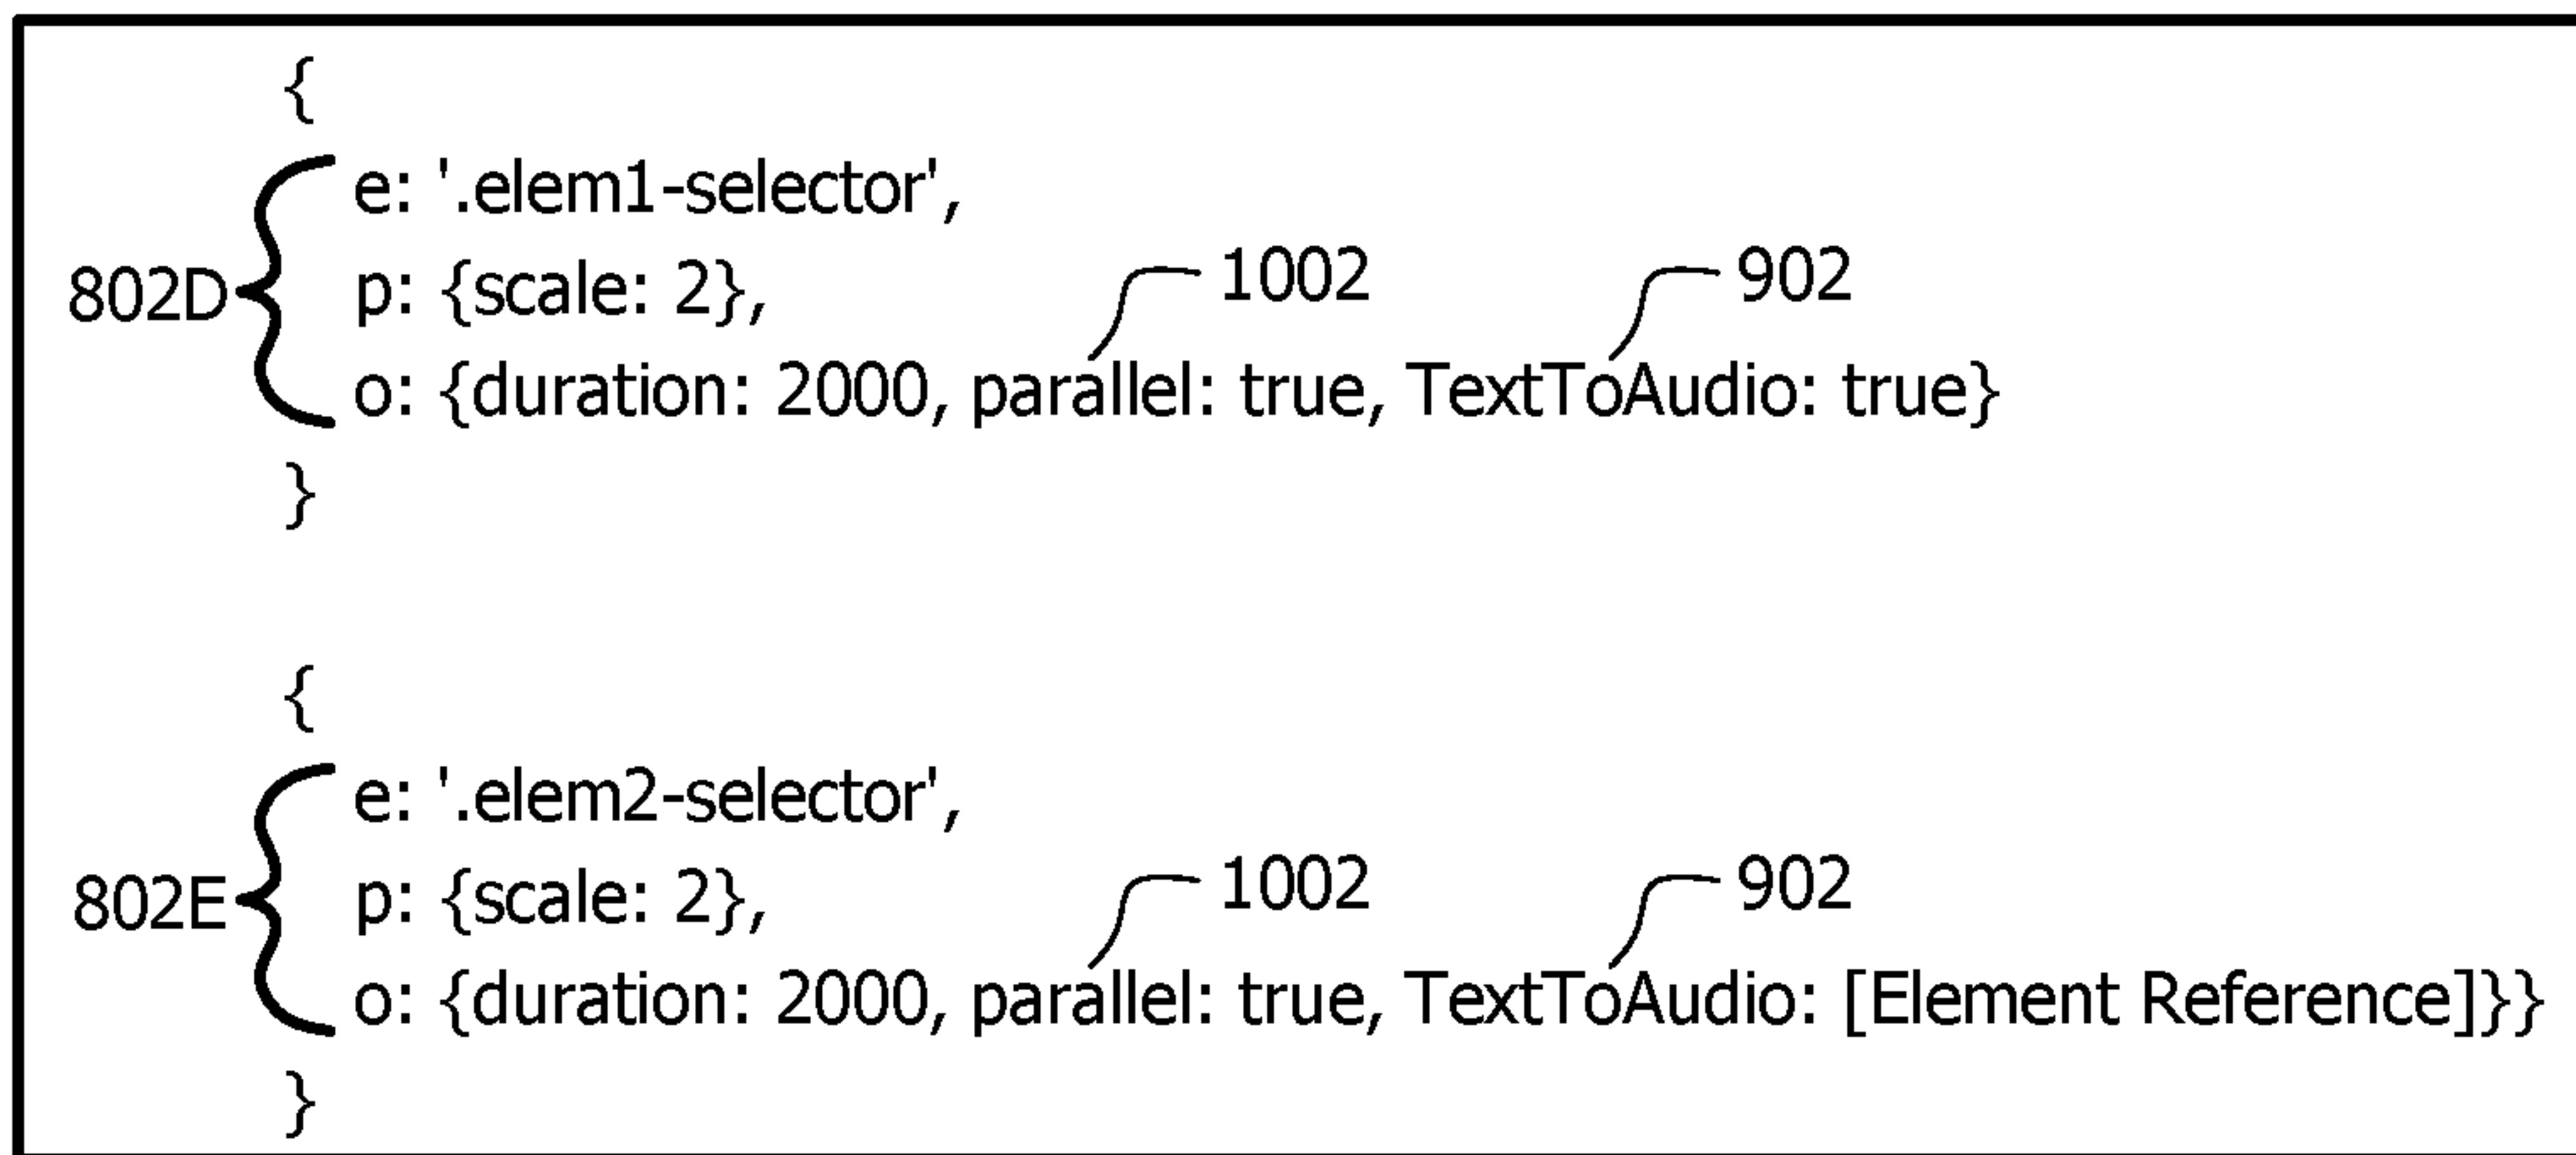 {
e: '.elem1-selector',
802D p: {scale: 2}, 1002 902
o: {duration: 2000, parallel: true, TextToAudio: true}
}
{
e: '.elem2-selector',
802E p: {scale: 2}, 1002 902
o: {duration: 2000, parallel: true, TextToAudio: [Element Reference]}}
}